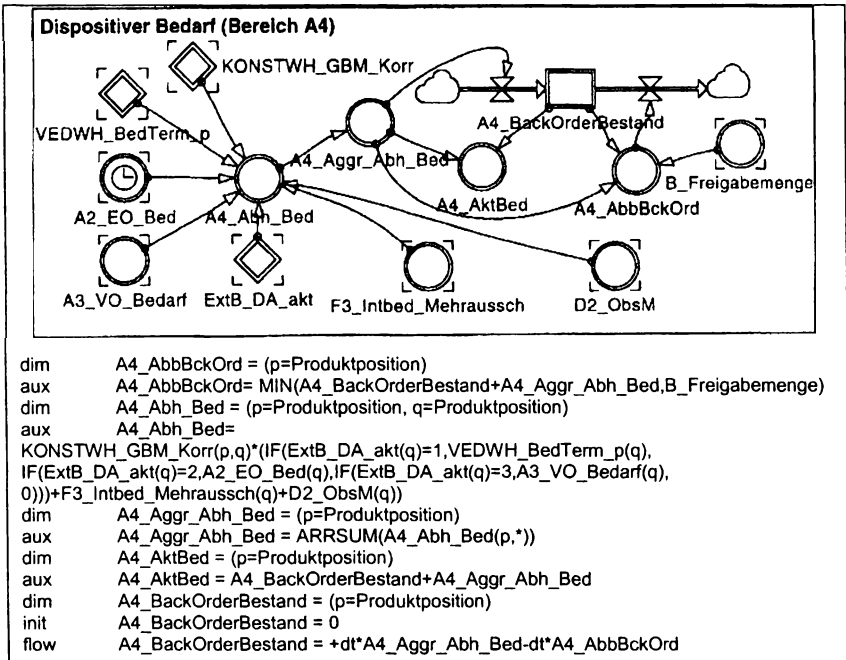 Dispositiver Bedarf (Bereich A4)
KONSTWH_GBM_Korr
VEDWH_BedTerm_p
A4_BackOrderBestand
A4_Aggr_Abh_Bed
B_Freigabemenge
A2_EO_Bed
A4_Abh_Bed
A4_AktBed
A4_AbbBckOrd
A3_VO_Bedarf
ExtB_DA_akt
F3_Intbed_Mehraussch
D2_ObsM
dim A4_AbbBckOrd = (p=Produktposition)
aux A4_AbbBckOrd= MIN(A4_BackOrderBestand+A4_Aggr_Abh_Bed,B_Freigabemenge)
dim A4_Abh_Bed = (p=Produktposition, q=Produktposition)
aux A4_Abh_Bed=
KONSTWH_GBM_Korr(p,q)*(IF(ExtB_DA_akt(q)=1,VEDWH_BedTerm_p(q),
IF(ExtB_DA_akt(q)=2,A2_EO_Bed(q),IF(ExtB_DA_akt(q)=3,A3_VO_Bedarf(q),
0)))+F3_Intbed_Mehraussch(q)+D2_ObsM(q))
dim A4_Aggr_Abh_Bed = (p=Produktposition)
aux A4_Aggr_Abh_Bed = ARRSUM(A4_Abh_Bed(p,*))
dim A4_AktBed = (p=Produktposition)
aux A4_AktBed = A4_BackOrderBestand+A4_Aggr_Abh_Bed
dim A4_BackOrderBestand = (p=Produktposition)
init A4_BackOrderBestand = 0
flow A4_BackOrderBestand = +dt*A4_Aggr_Abh_Bed-dt*A4_AbbBckOrd